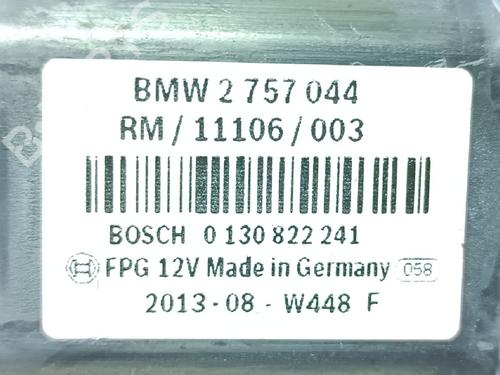 BMW 2 757 044
RM / 11106 / 003
BOSCH 0 130 822 241
FPG 12V Made in Germany 058
2013 - 08 - W448 F